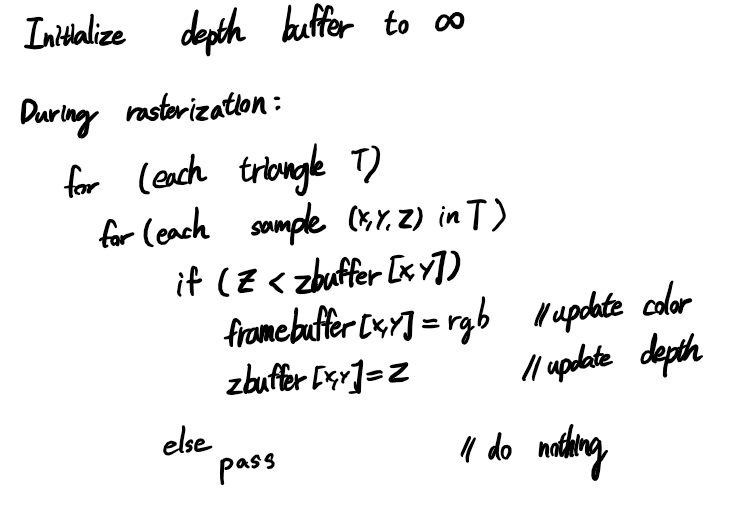 Initialize depth buffer to ∞
During rasterization:
for (each triangle T)
for (each sample (x,y,z) in T)
if (z < zbuffer[x,y])
framebuffer[x,y] = rgb // update color
zbuffer[x,y] = z // update depth
else
pass // do nothing